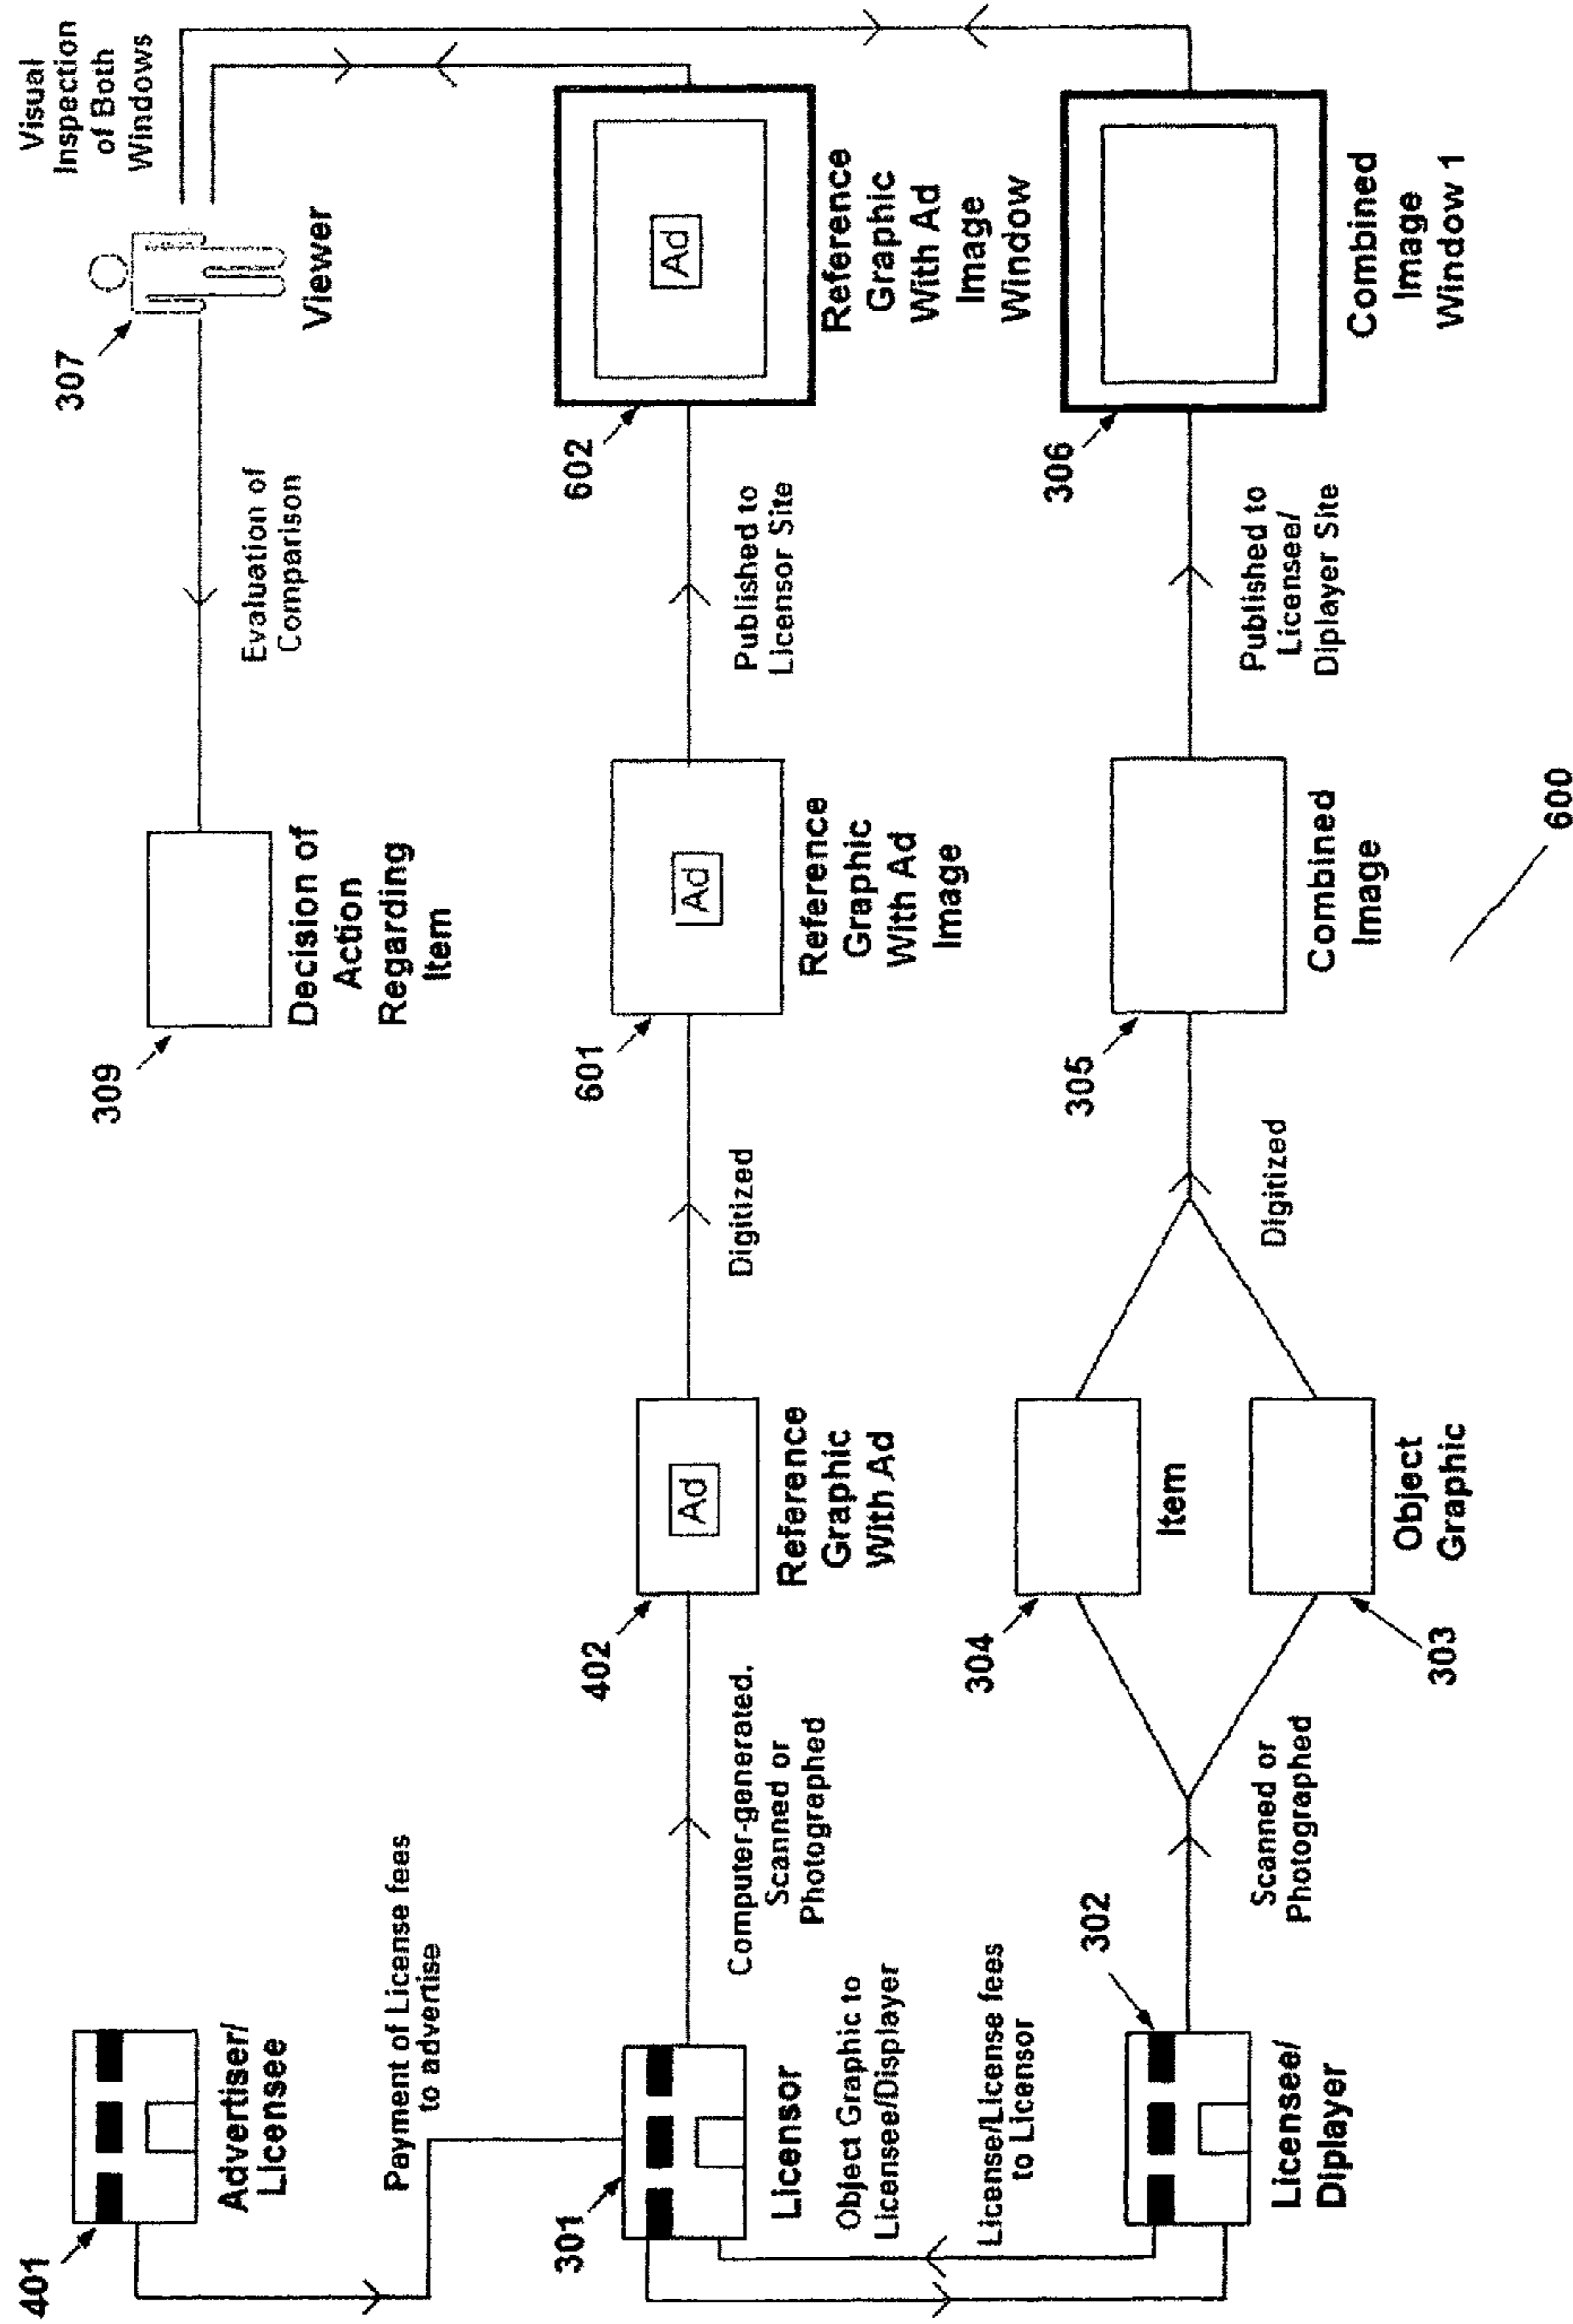 401
Advertiser/
Licensee
Payment of License fees
to advertise
309
Decision of
Action
Regarding
Item
Evaluation of
Comparison
307
Viewer
Visual
Inspection
of Both
Windows
301
Licensor
Computer-generated,
Scanned or
Photographed
402
Ad
Reference
Graphic
With Ad
Digitized
601
Ad
Reference
Graphic
With Ad
Image
Published to
Licensor Site
602
Ad
Reference
Graphic
With Ad
Image
Window
Object Graphic to
Licensee/Displayer
License/License fees
to Licensor
302
Licensee/
Diplayer
Scanned or
Photographed
304
Item
303
Object
Graphic
Digitized
305
Combined
Image
Published to
Licensee/
Diplayer Site
306
Combined
Image
Window 1
600